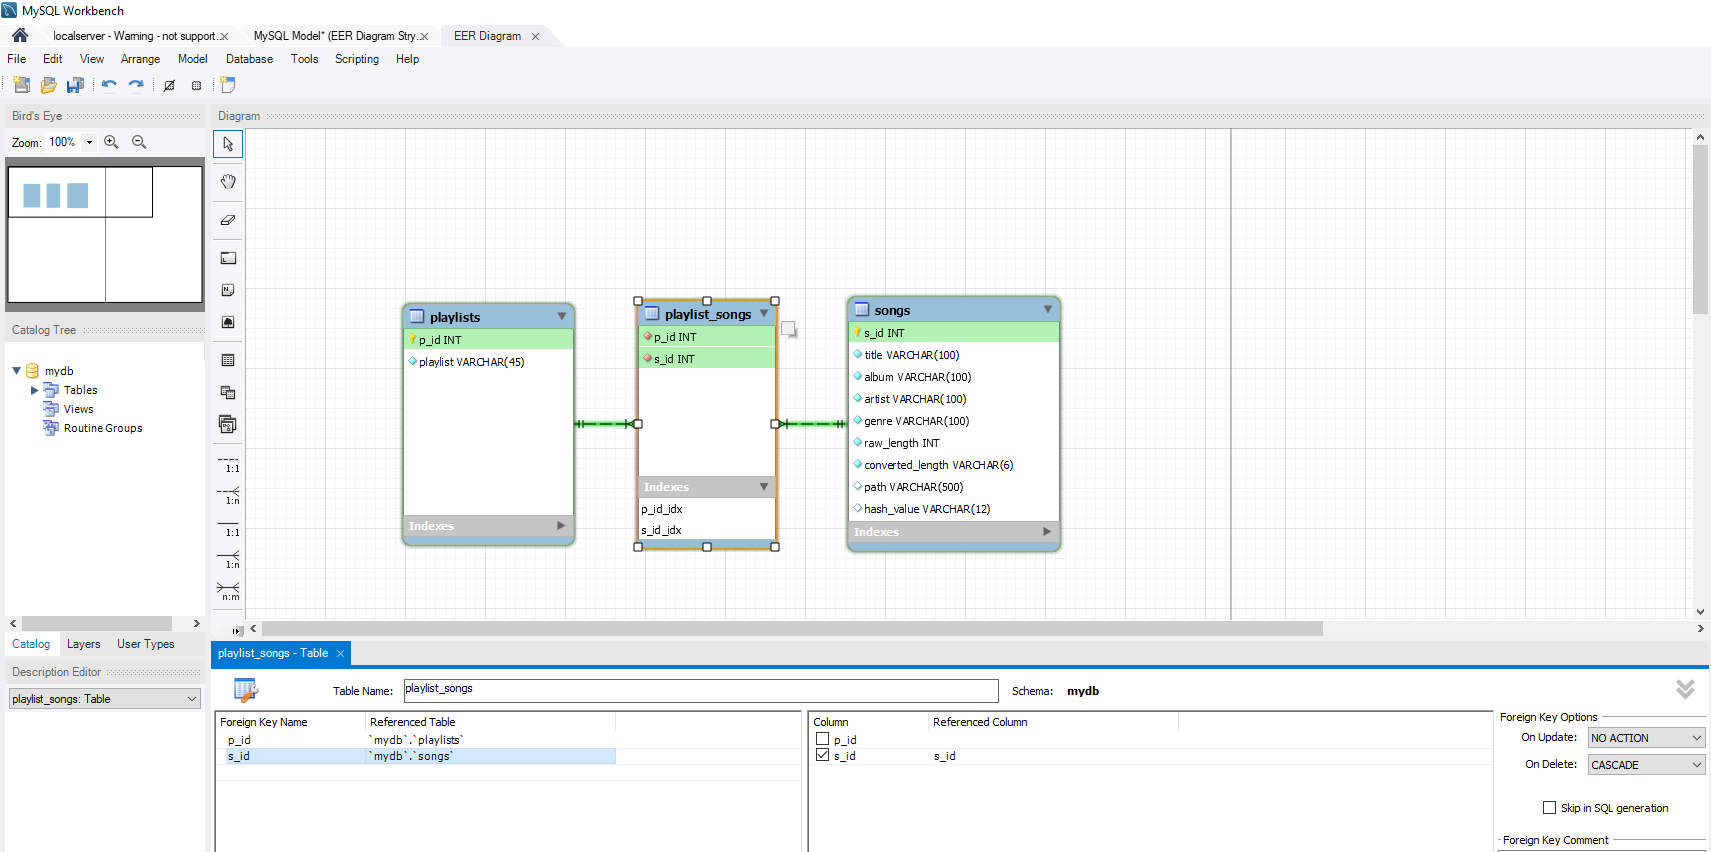 MySQL Workbench
localserver - Warning - not support.. MySQL Model* (EER Diagram Stry.. EER Diagram
File Edit View Arrange Model Database Tools Scripting Help
Bird's Eye
Zoom: 100%
Diagram
Catalog Tree
mydb
Tables
Views
Routine Groups
playlists
p_id INT
playlist VARCHAR(45)
Indexes
playlist_songs
p_id INT
s_id INT
Indexes
p_id_idx
s_id_idx
songs
s_id INT
title VARCHAR(100)
album VARCHAR(100)
artist VARCHAR(100)
genre VARCHAR(100)
raw_length INT
converted_length VARCHAR(6)
path VARCHAR(500)
hash_value VARCHAR(12)
Indexes
1:1
1:n
1:1
1:n
n:m
Catalog Layers User Types
Description Editor
playlist_songs: Table
playlist_songs - Table
Table Name: playlist_songs Schema: mydb
Foreign Key Name Referenced Table
p_id `mydb`.`playlists`
s_id `mydb`.`songs`
Column Referenced Column
p_id
s_id s_id
Foreign Key Options
On Update: NO ACTION
On Delete: CASCADE
Skip in SQL generation
Foreign Key Comment